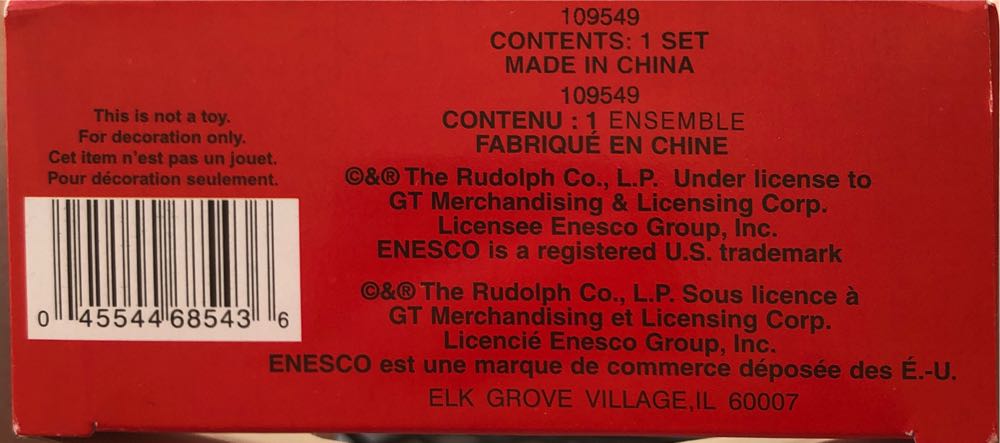 109549
CONTENTS: 1 SET
MADE IN CHINA
109549
CONTENU : 1 ENSEMBLE
FABRIQUÉ EN CHINE
This is not a toy.
For decoration only.
Cet item n'est pas un jouet.
Pour décoration seulement.
0 45544 68543 6
©&® The Rudolph Co., L.P. Under license to
GT Merchandising & Licensing Corp.
Licensee Enesco Group, Inc.
ENESCO is a registered U.S. trademark
©&® The Rudolph Co., L.P. Sous licence à
GT Merchandising et Licensing Corp.
Licencié Enesco Group, Inc.
ENESCO est une marque de commerce déposée des É.-U.
ELK GROVE VILLAGE,IL 60007